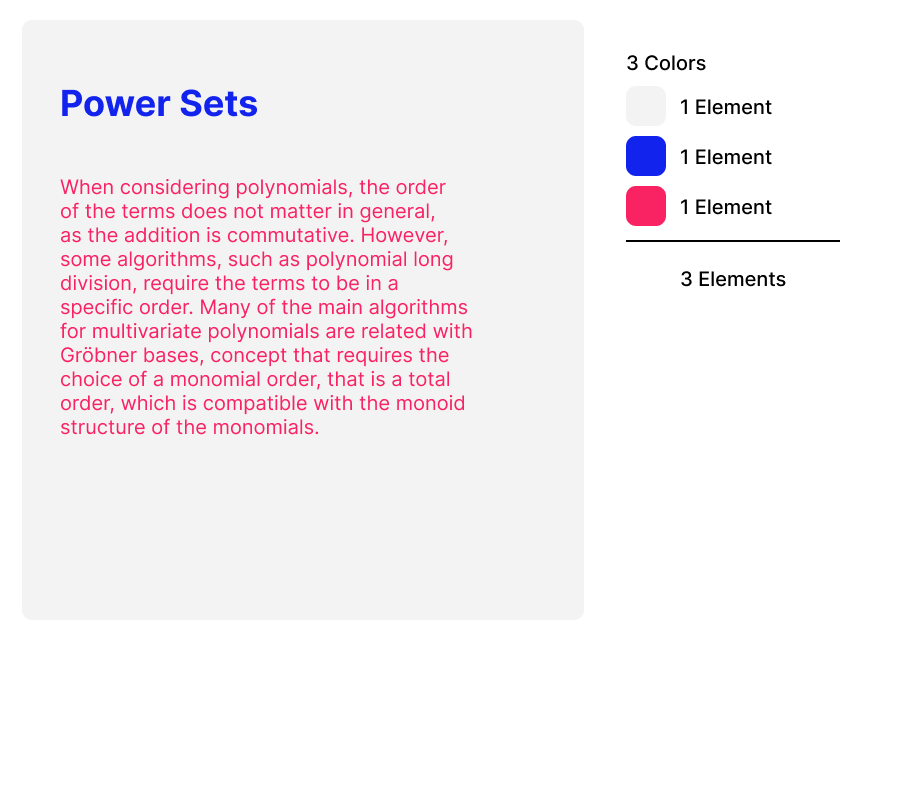 Power Sets
When considering polynomials, the order
of the terms does not matter in general,
as the addition is commutative. However,
some algorithms, such as polynomial long
division, require the terms to be in a
specific order. Many of the main algorithms
for multivariate polynomials are related with
Gröbner bases, concept that requires the
choice of a monomial order, that is a total
order, which is compatible with the monoid
structure of the monomials.
3 Colors
1 Element
1 Element
1 Element
3 Elements